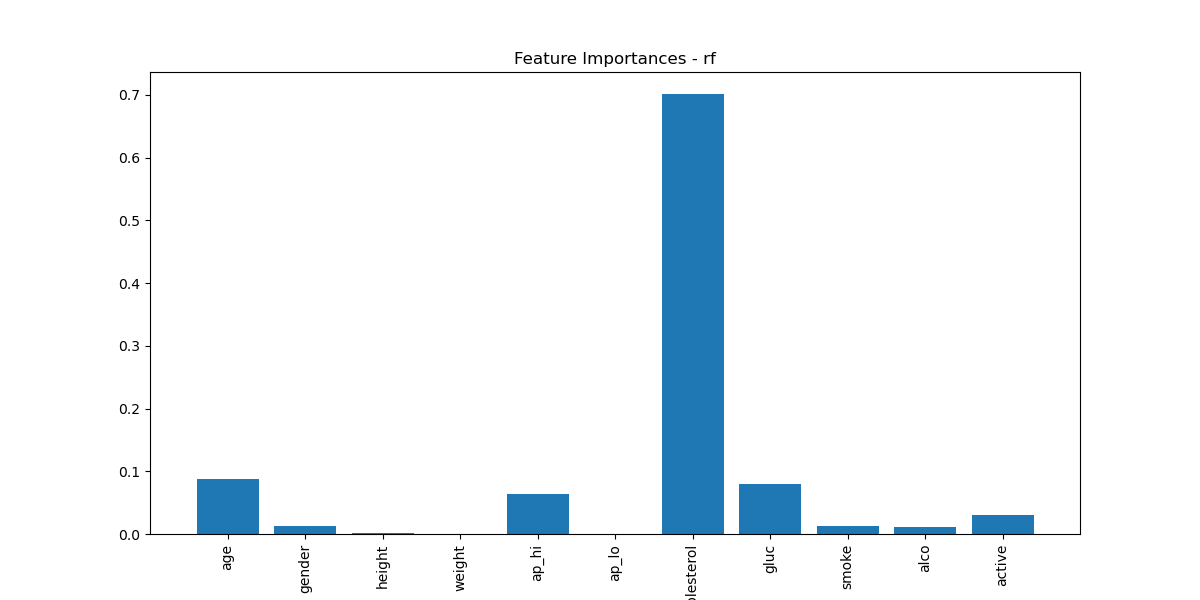 Feature Importances - rf
0.7
0.6
0.5
0.4
0.3
0.2
0.1
0.0
age
gender
height
weight
ap_hi
ap_lo
olesterol
gluc
smoke
alco
active